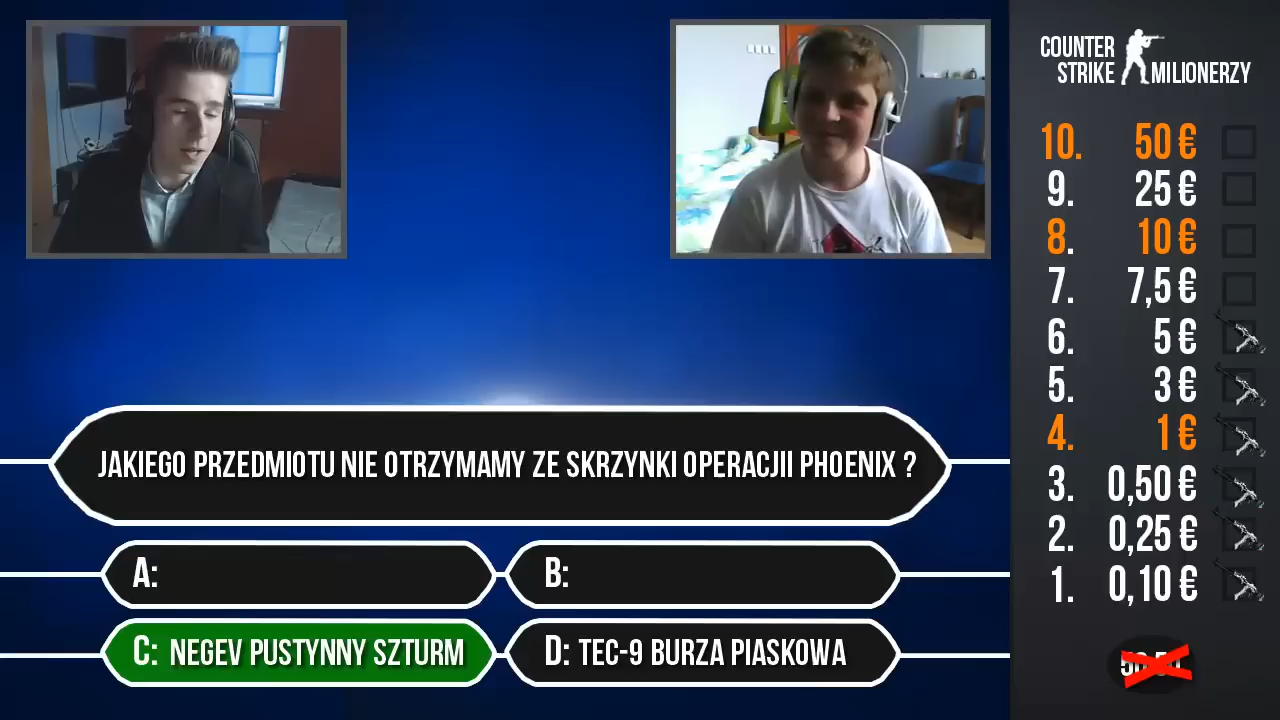 COUNTER
STRIKE MILIONERZY
10. 50 €
9. 25 €
8. 10 €
7. 7,5 €
6. 5 €
5. 3 €
4. 1 €
3. 0,50 €
2. 0,25 €
1. 0,10 €
JAKIEGO PRZEDMIOTU NIE OTRZYMAMY ZE SKRZYNKI OPERACJII PHOENIX ?
A:
B:
C: NEGEV PUSTYNNY SZTURM
D: TEC-9 BURZA PIASKOWA